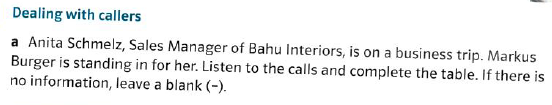 Dealing with callers
a Anita Schmelz, Sales Manager of Bahu Interiors, is on a business trip. Markus
Burger is standing in for her. Listen to the calls and complete the table. If there is
no information, leave a blank (–).